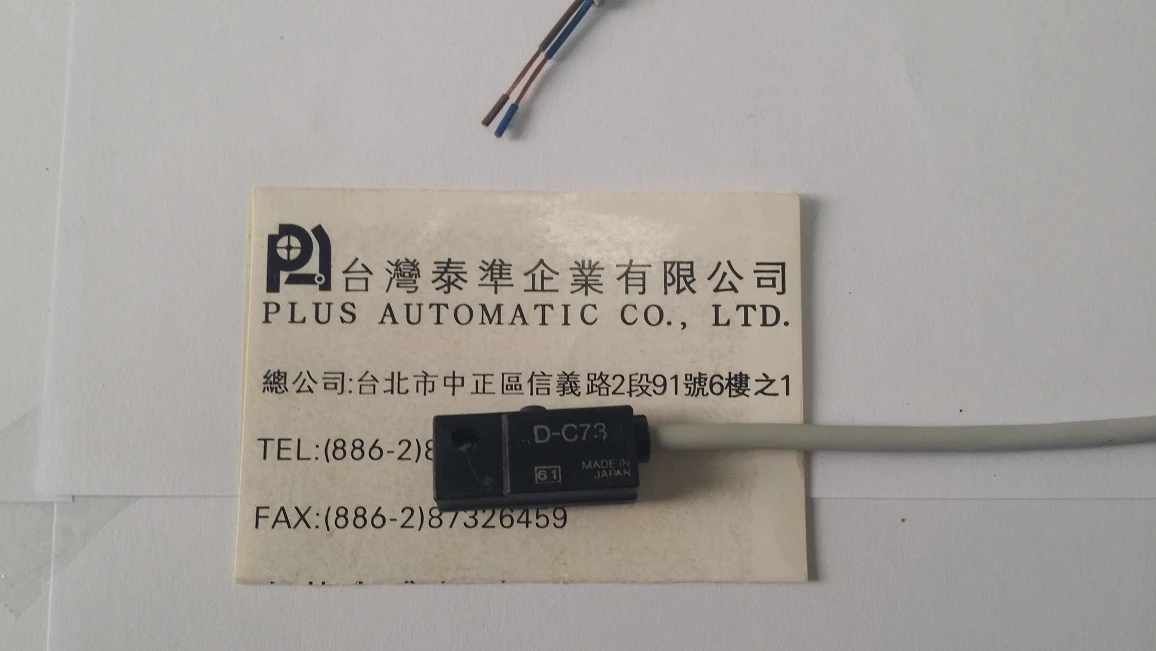 台灣泰準企業有限公司
PLUS AUTOMATIC CO., LTD.
總公司:台北市中正區信義路2段91號6樓之1
TEL:(886-2)8
D-C73
61
MADE IN
JAPAN
FAX:(886-2)87326459